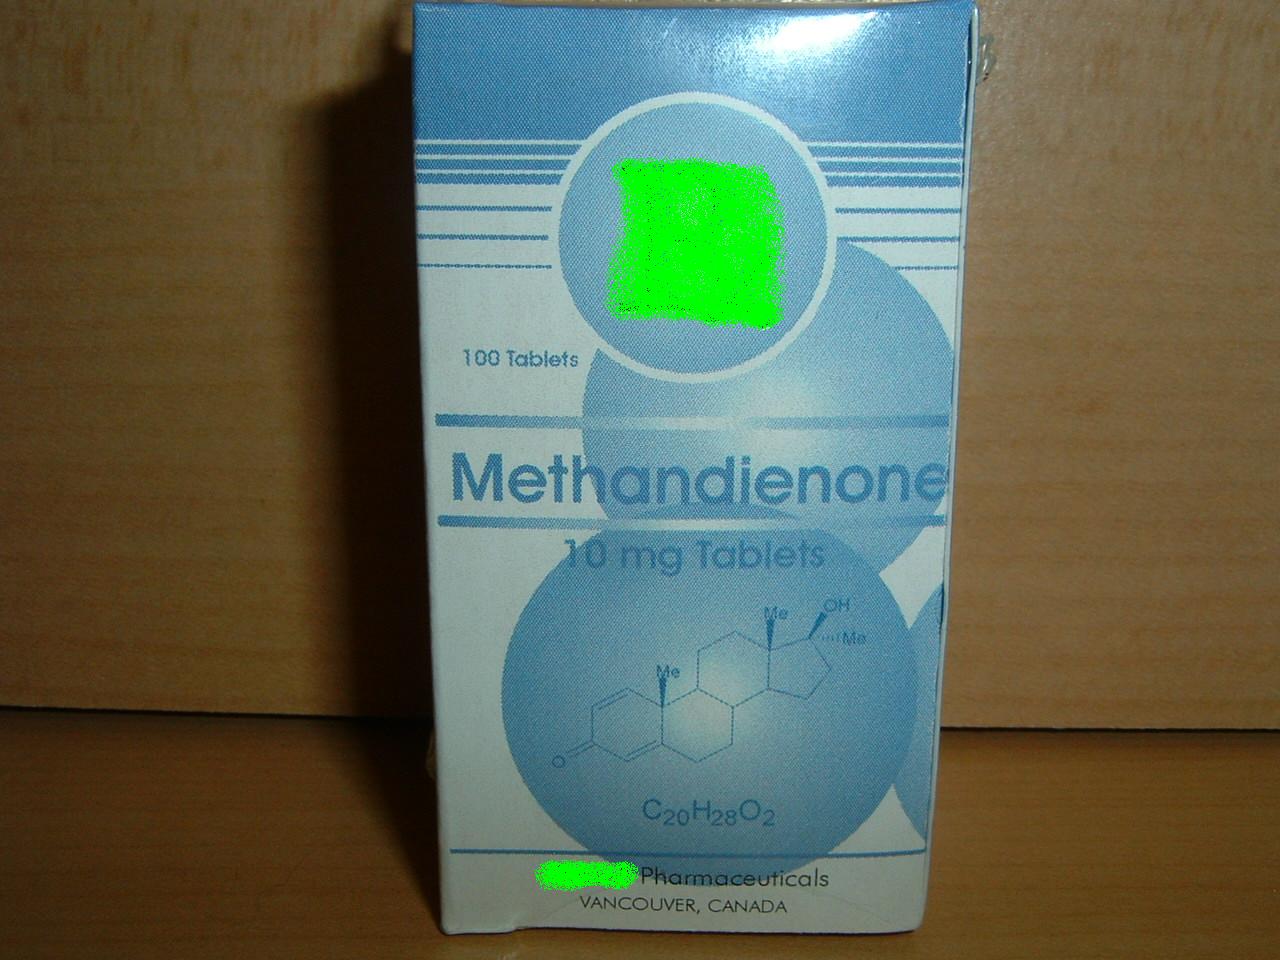 100 Tablets
Methandienone
10 mg Tablets
Me
OH
Me
Me
O
C₂₀H₂₈O₂
Pharmaceuticals
VANCOUVER, CANADA